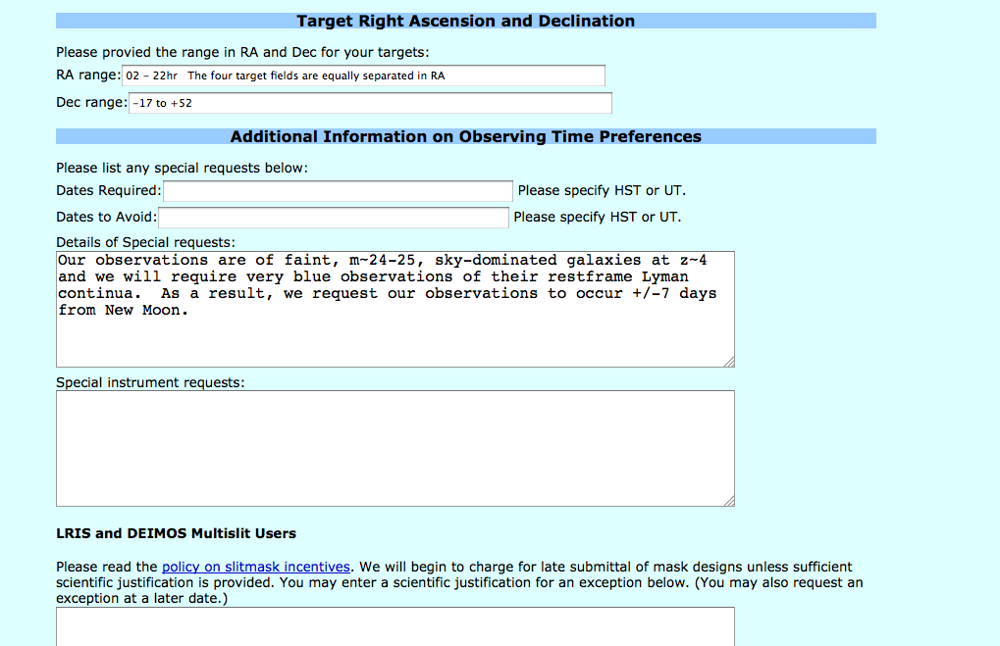 Target Right Ascension and Declination
Please provied the range in RA and Dec for your targets:
RA range: 02 - 22hr   The four target fields are equally separated in RA
Dec range: -17 to +52
Additional Information on Observing Time Preferences
Please list any special requests below:
Dates Required: Please specify HST or UT.
Dates to Avoid: Please specify HST or UT.
Details of Special requests:
Our observations are of faint, m~24-25, sky-dominated galaxies at z~4
and we will require very blue observations of their restframe Lyman
continua.  As a result, we request our observations to occur +/-7 days
from New Moon.
Special instrument requests:
LRIS and DEIMOS Multislit Users
Please read the policy on slitmask incentives. We will begin to charge for late submittal of mask designs unless sufficient
scientific justification is provided. You may enter a scientific justification for an exception below. (You may also request an
exception at a later date.)